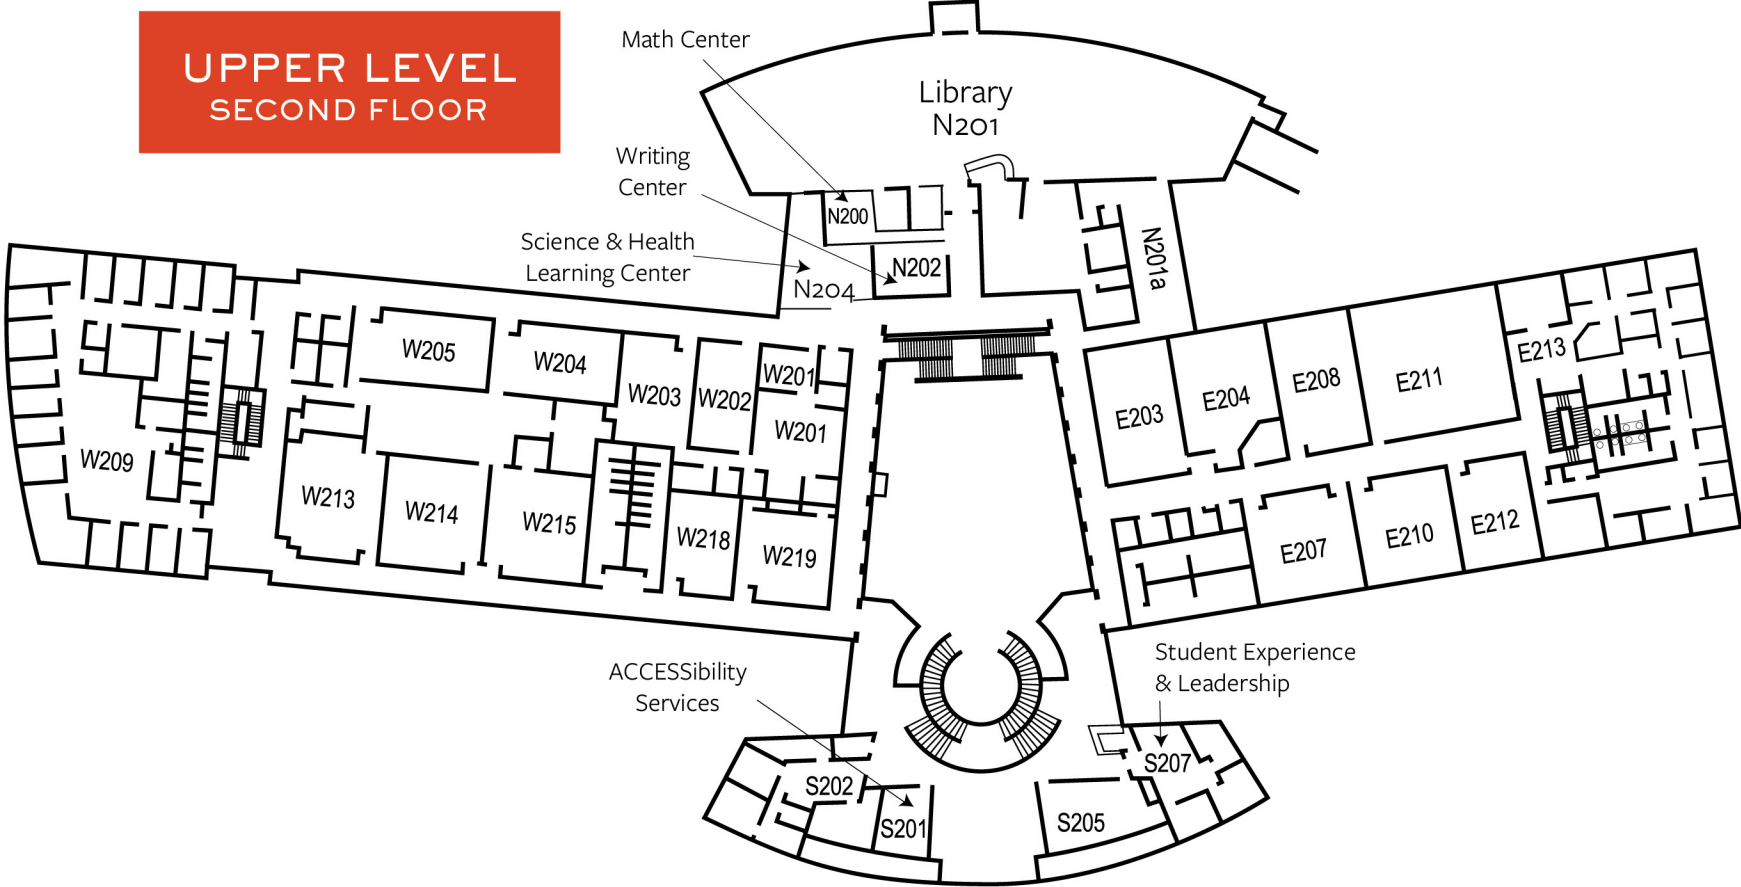 UPPER LEVEL
SECOND FLOOR
Math Center
Library
N201
Writing
Center
N200
Science & Health
Learning Center
N202
N204
N201a
W205
W204
W203
W202
W201
W201
W209
W213
W214
W215
W218
W219
E203
E204
E208
E211
E213
E207
E210
E212
ACCESSibility
Services
Student Experience
& Leadership
S202
S201
S205
S207